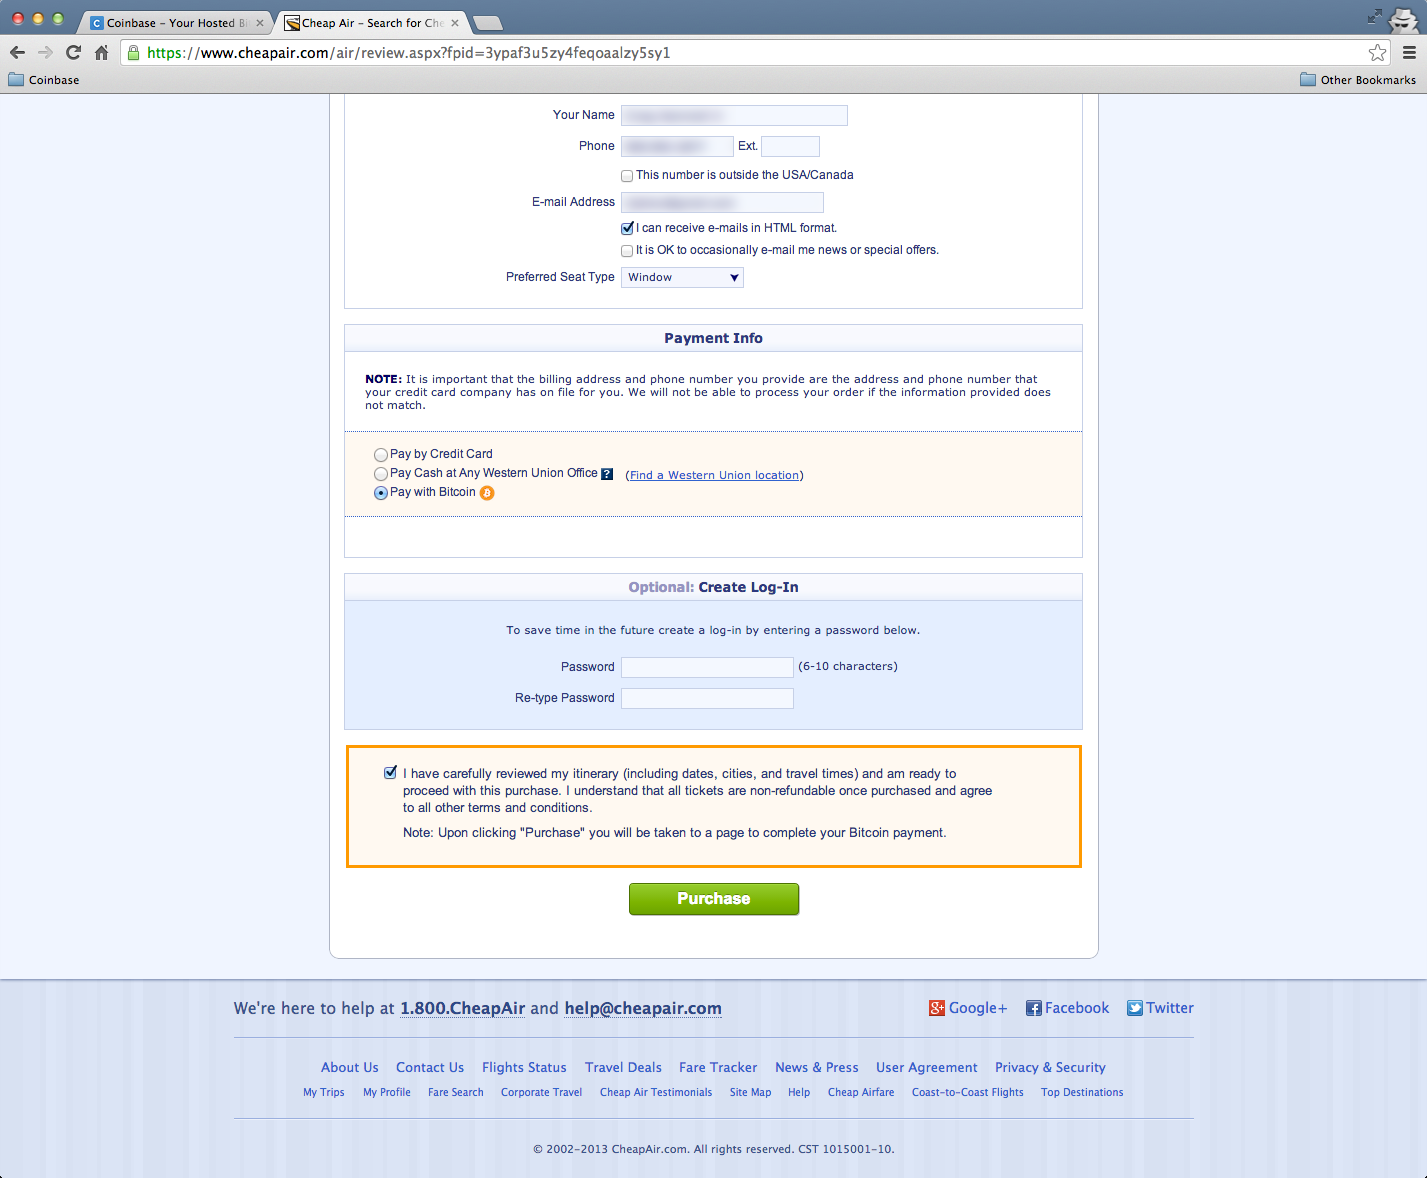 Coinbase – Your Hosted Bi
Cheap Air – Search for Che
https://www.cheapair.com/air/review.aspx?fpid=3ypaf3u5zy4feqoaalzy5sy1
Coinbase
Other Bookmarks
Your Name
Phone
Ext.
This number is outside the USA/Canada
E-mail Address
I can receive e-mails in HTML format.
It is OK to occasionally e-mail me news or special offers.
Preferred Seat Type
Window
Payment Info
NOTE: It is important that the billing address and phone number you provide are the address and phone number that
your credit card company has on file for you. We will not be able to process your order if the information provided does
not match.
Pay by Credit Card
Pay Cash at Any Western Union Office ? (Find a Western Union location)
Pay with Bitcoin
Optional: Create Log-In
To save time in the future create a log-in by entering a password below.
Password
(6-10 characters)
Re-type Password
I have carefully reviewed my itinerary (including dates, cities, and travel times) and am ready to
proceed with this purchase. I understand that all tickets are non-refundable once purchased and agree
to all other terms and conditions.
Note: Upon clicking "Purchase" you will be taken to a page to complete your Bitcoin payment.
Purchase
We're here to help at 1.800.CheapAir and help@cheapair.com
Google+ Facebook Twitter
About Us Contact Us Flights Status Travel Deals Fare Tracker News & Press User Agreement Privacy & Security
My Trips My Profile Fare Search Corporate Travel Cheap Air Testimonials Site Map Help Cheap Airfare Coast-to-Coast Flights Top Destinations
© 2002-2013 CheapAir.com. All rights reserved. CST 1015001-10.